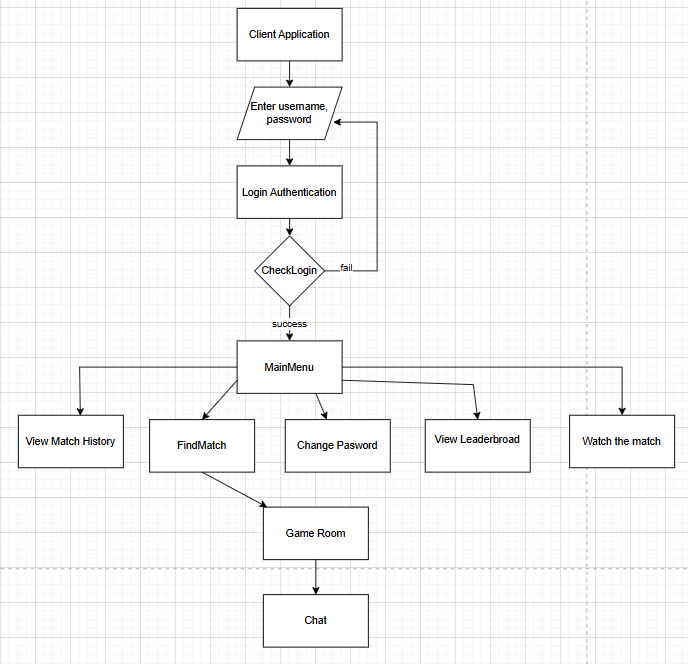 Client Application
Enter username,
password
Login Authentication
CheckLogin
fail
success
MainMenu
View Match History
FindMatch
Change Pasword
View Leaderbroad
Watch the match
Game Room
Chat